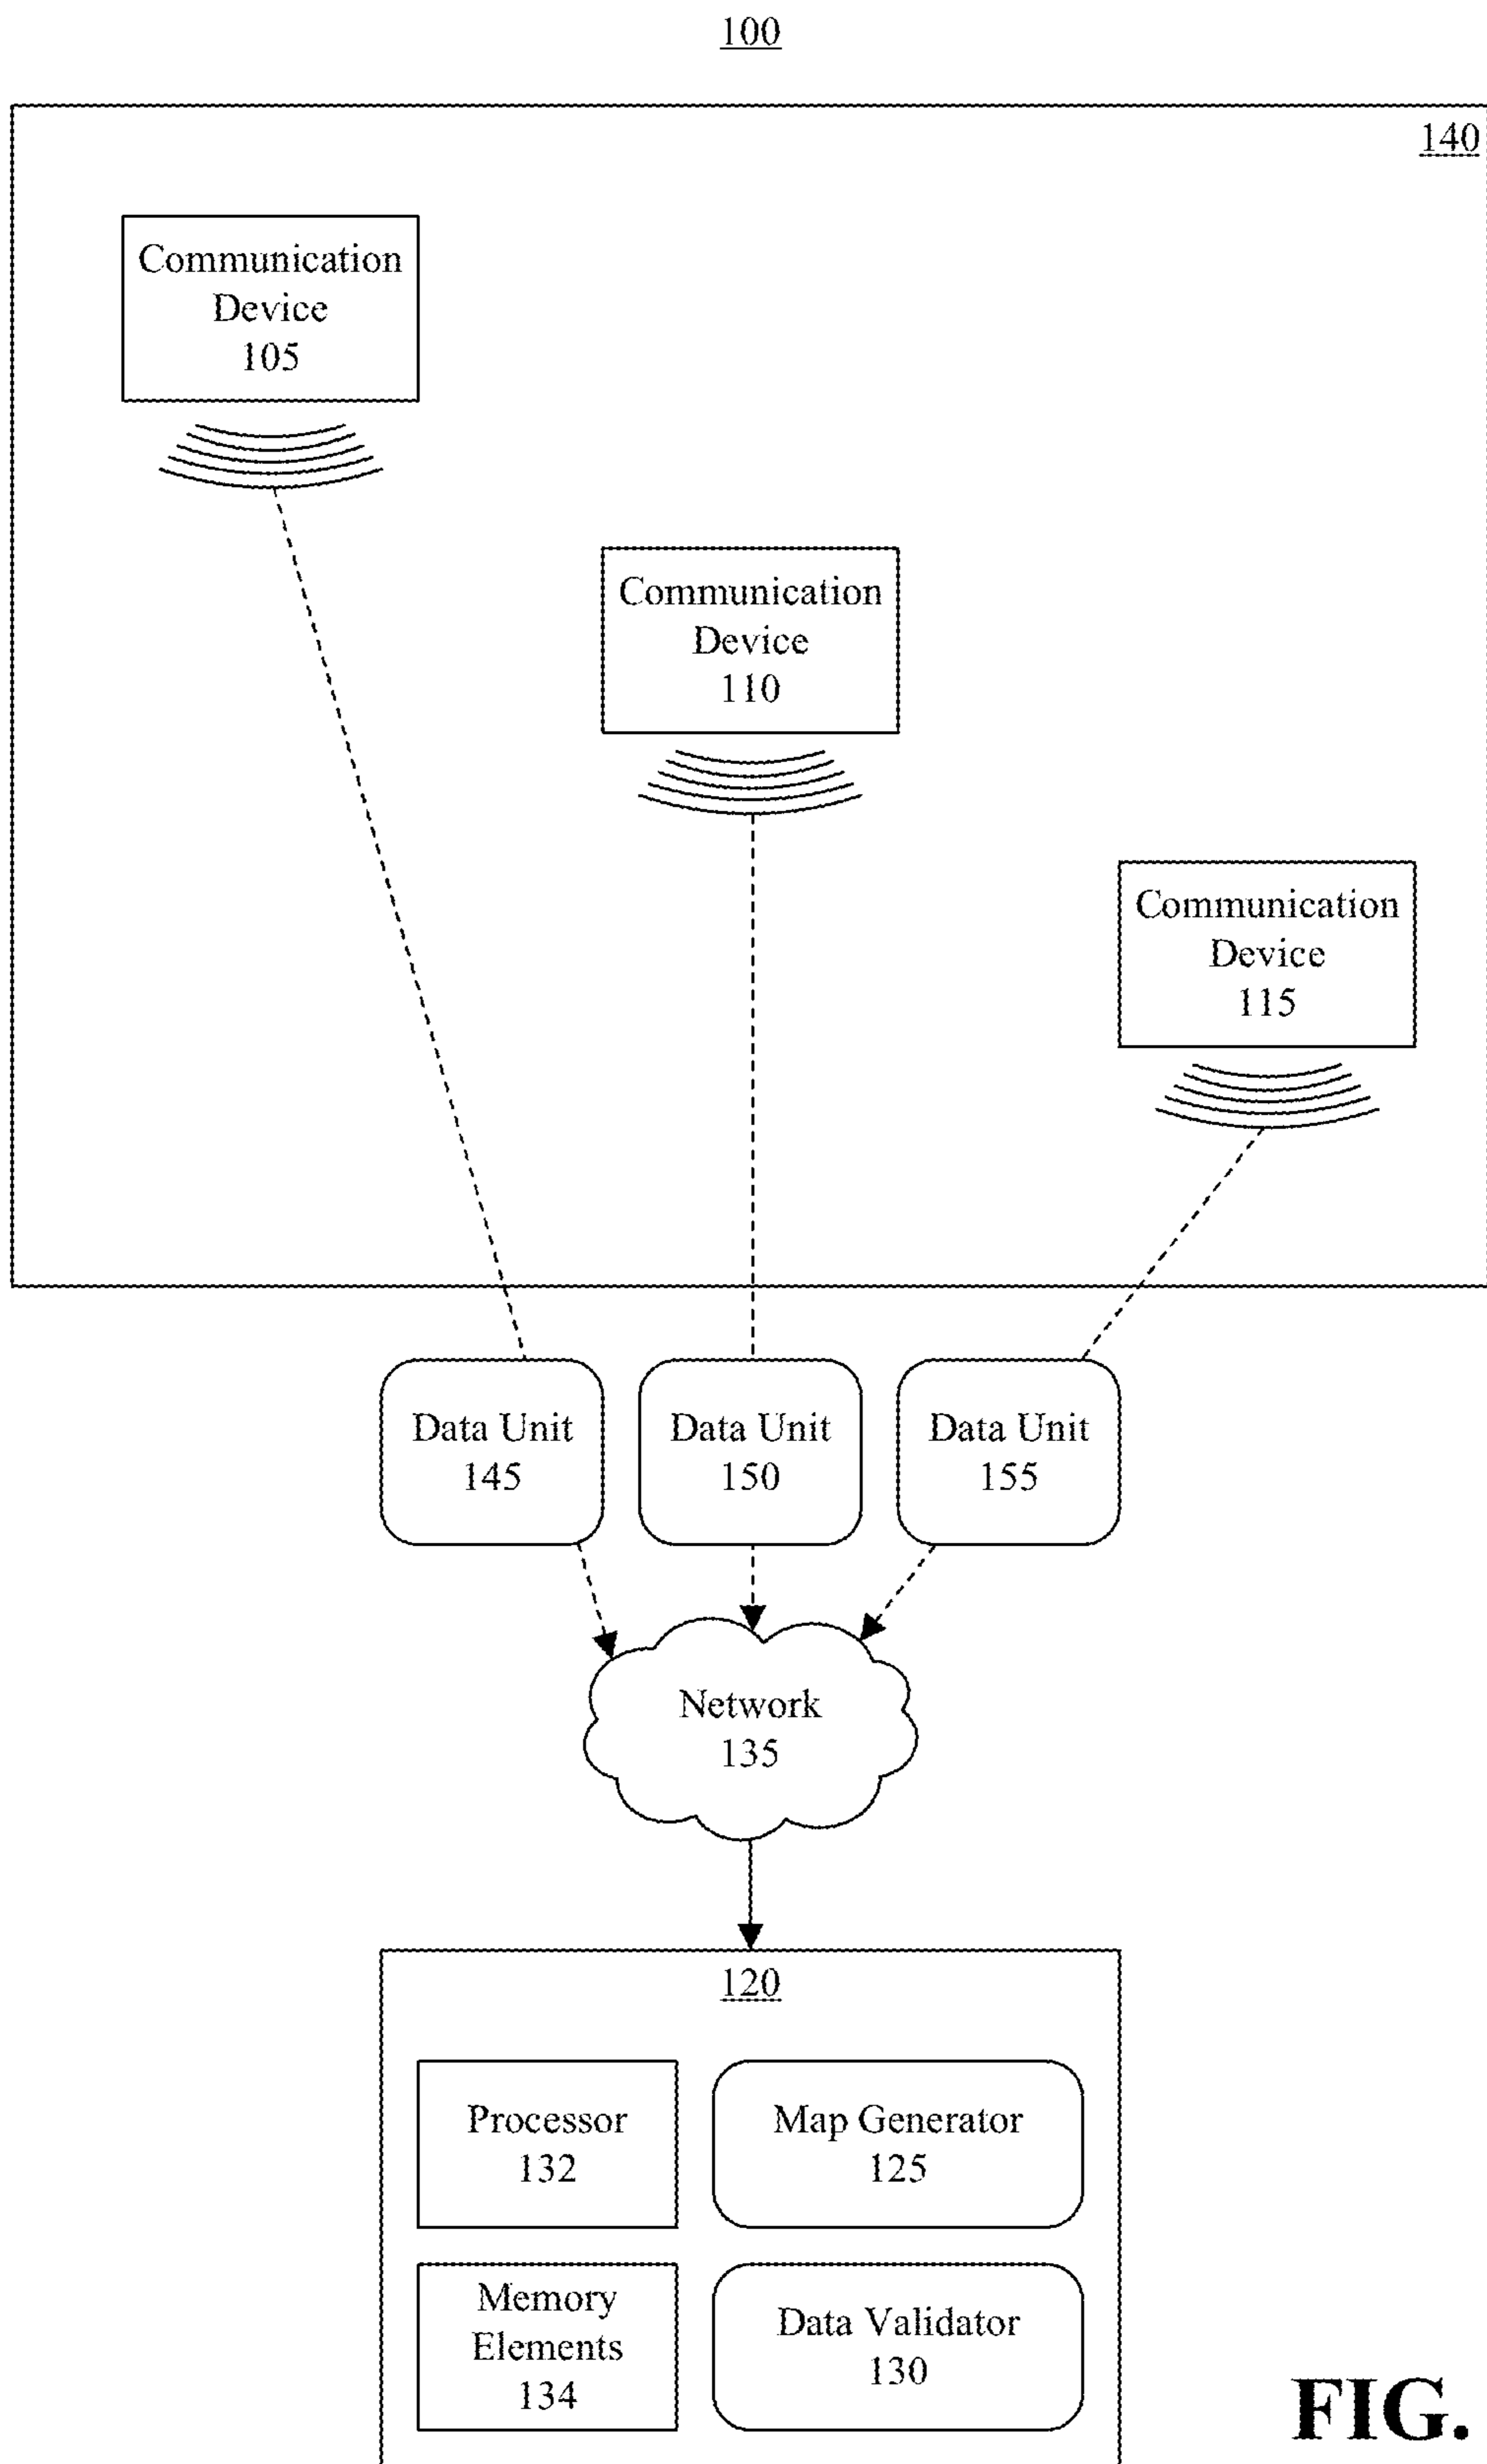 100
140
Communication
Device
105
Communication
Device
110
Communication
Device
115
Data Unit
145
Data Unit
150
Data Unit
155
Network
135
120
Processor
132
Map Generator
125
Memory
Elements
134
Data Validator
130
FIG.